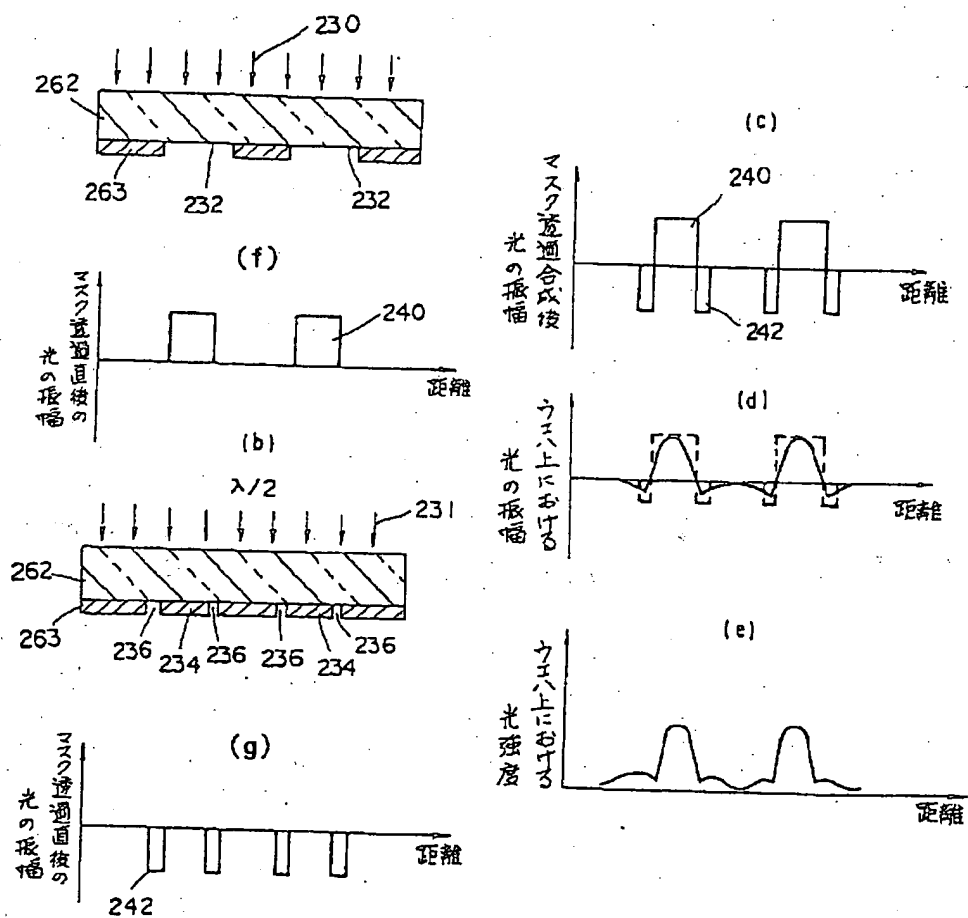 230
262
263
232
232
(f)
マスク透過直後の
光の振幅
240
距離
(b)
λ/2
231
262
263
236
234
236
236
234
236
(g)
マスク透過直後の
光の振幅
距離
242
(c)
マスク透過合成後
光の振幅
240
242
距離
(d)
ウエハ上における
光の振幅
距離
(e)
ウエハ上における
光強度
距離